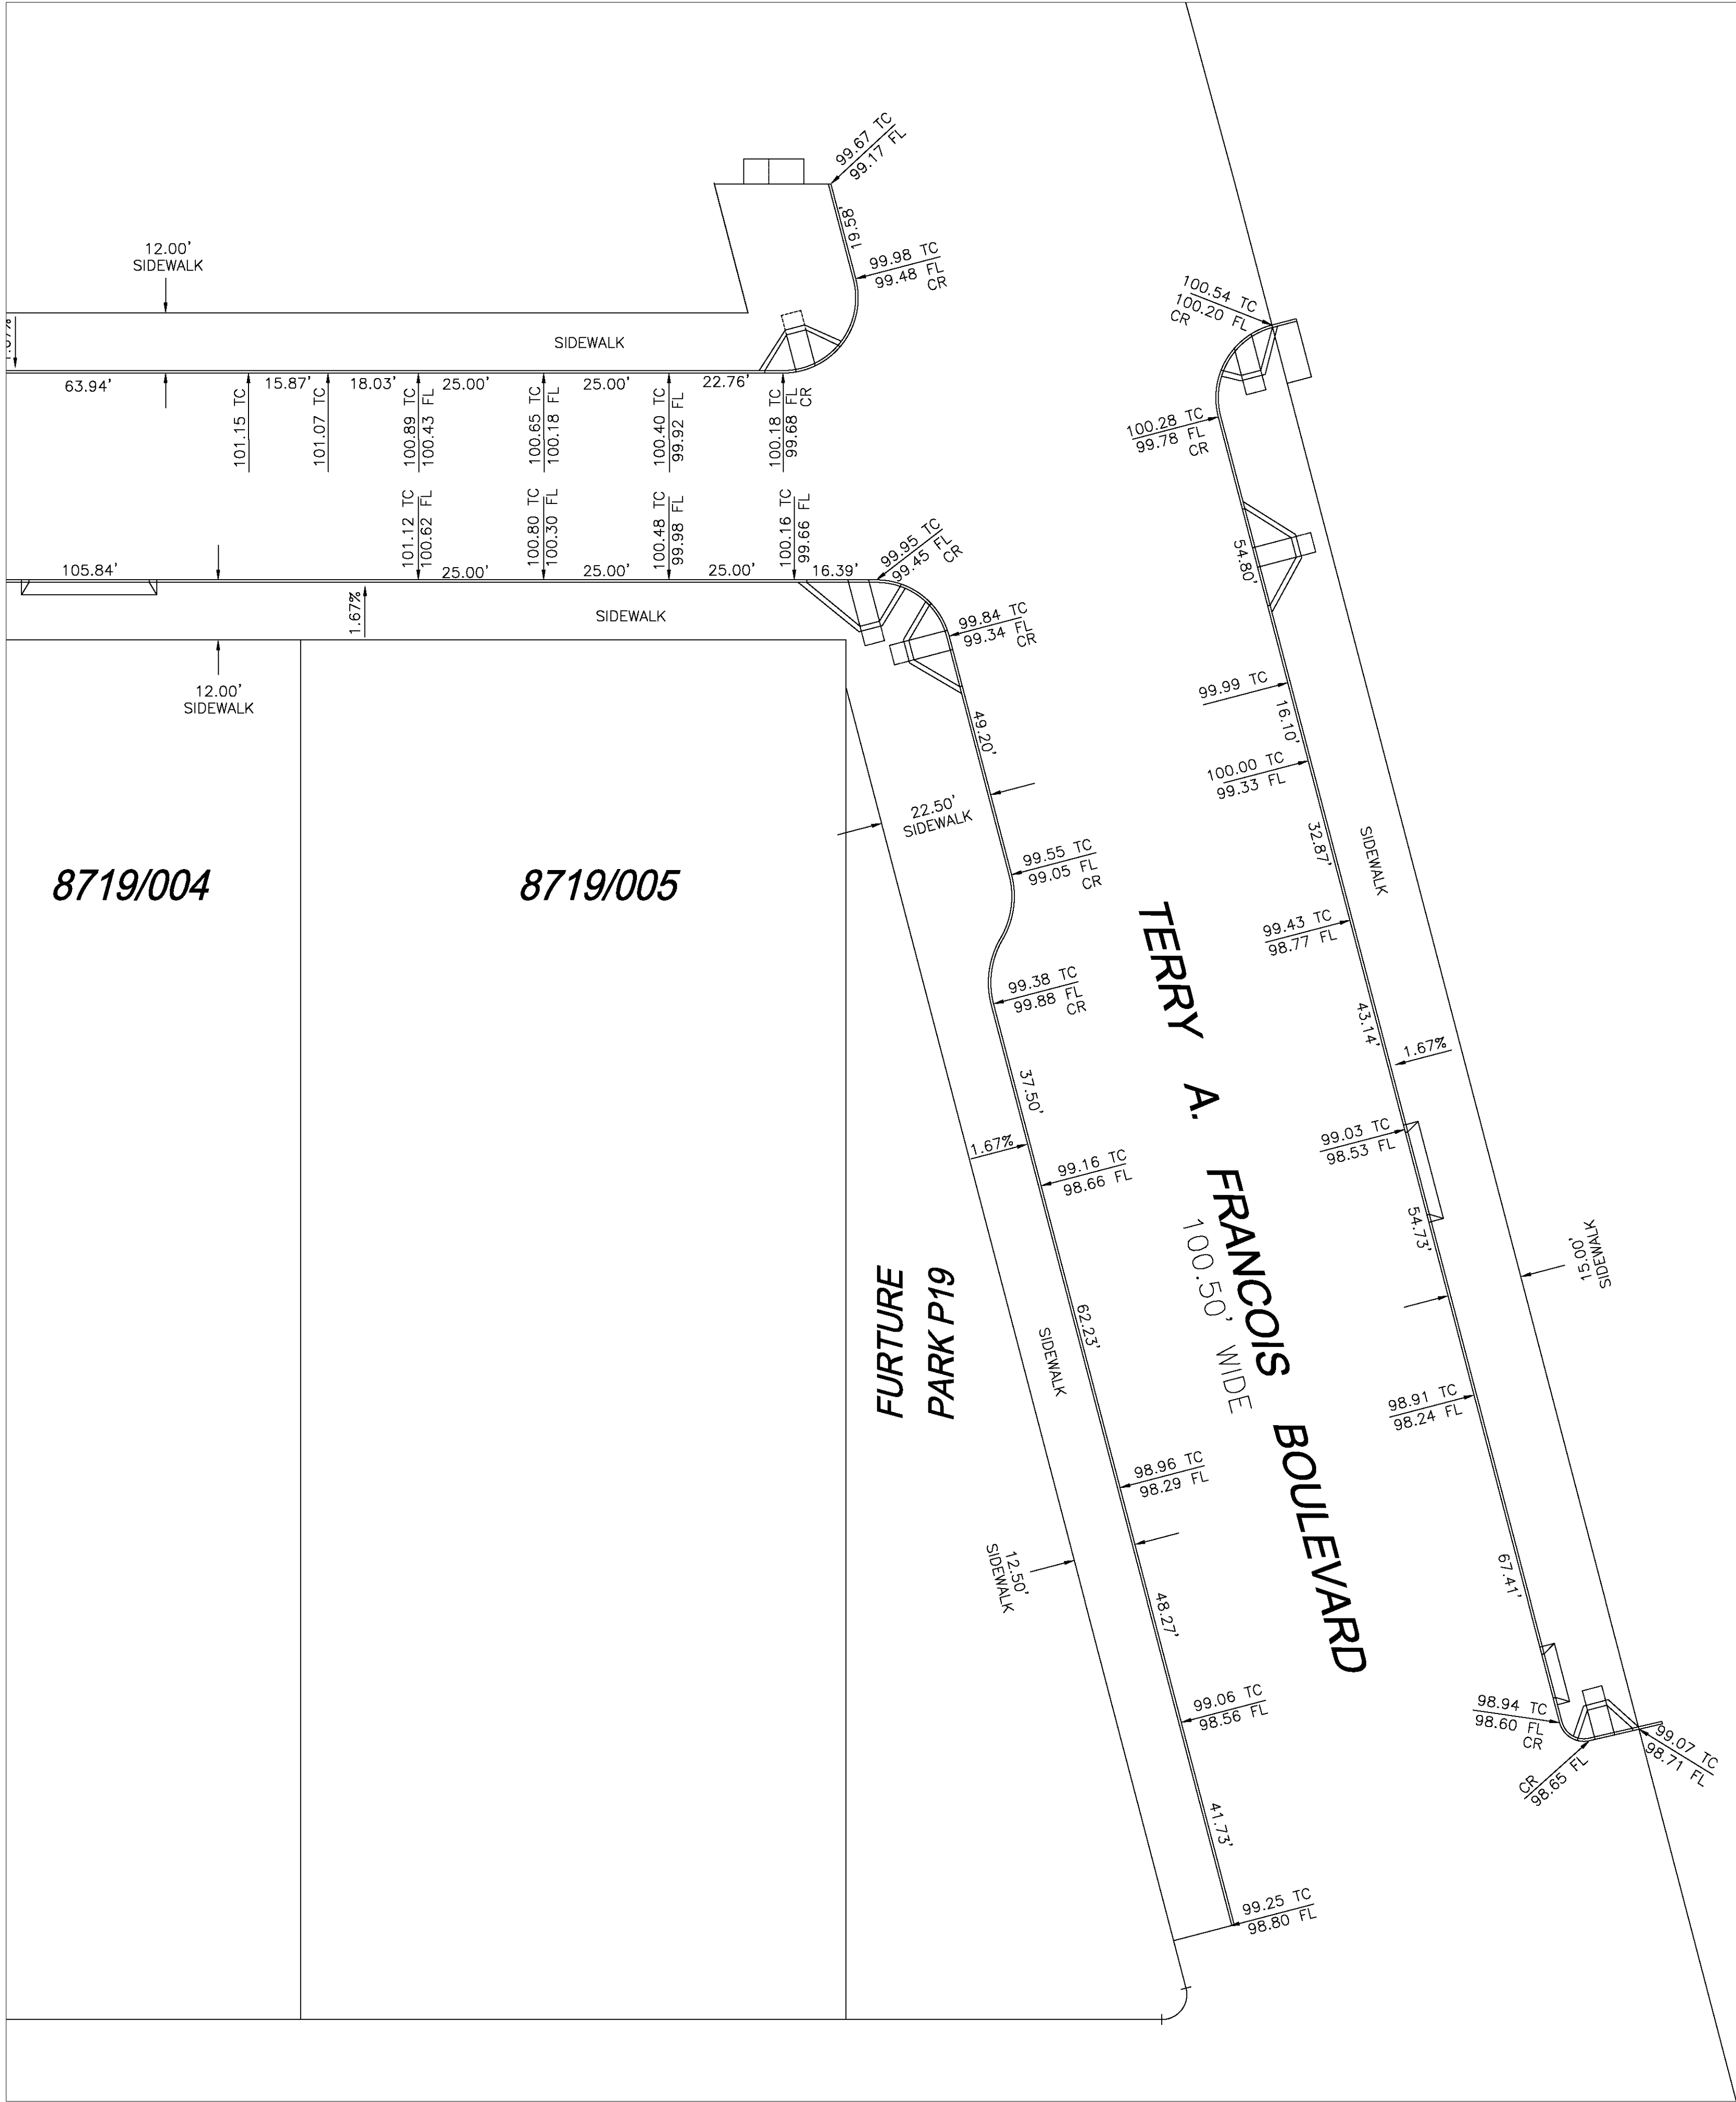 99.67 TC
99.17 FL
19.58'
12.00'
SIDEWALK
99.98 TC
99.48 FL
CR
100.54 TC
100.20 FL
CR
SIDEWALK
63.94'
15.87'
18.03'
25.00'
25.00'
22.76'
101.15 TC
101.07 TC
100.89 TC
100.43 FL
100.65 TC
100.18 FL
100.40 TC
99.92 FL
100.18 TC
99.68 FL
CR
100.28 TC
99.78 FL
CR
101.12 TC
100.62 FL
100.80 TC
100.30 FL
100.48 TC
99.98 FL
100.16 TC
99.66 FL
99.95 TC
99.45 FL
CR
105.84'
25.00'
25.00'
25.00'
16.39'
54.80'
1.67%
SIDEWALK
99.84 TC
99.34 FL
CR
12.00'
SIDEWALK
99.99 TC
49.20'
16.10'
100.00 TC
99.33 FL
22.50'
SIDEWALK
32.87'
SIDEWALK
99.55 TC
99.05 FL
CR
8719/004
8719/005
99.43 TC
98.77 FL
99.38 TC
99.88 FL
CR
43.14'
1.67%
37.50'
1.67%
99.03 TC
98.53 FL
99.16 TC
98.66 FL
54.73'
15.00'
SIDEWALK
TERRY A. FRANCOIS BOULEVARD
100.50' WIDE
FURTURE
PARK P19
62.23'
SIDEWALK
98.91 TC
98.24 FL
98.96 TC
98.29 FL
12.50'
SIDEWALK
67.41'
48.27'
99.06 TC
98.56 FL
98.94 TC
98.60 FL
CR
99.07 TC
98.71 FL
CR
98.65 FL
41.73'
99.25 TC
98.80 FL